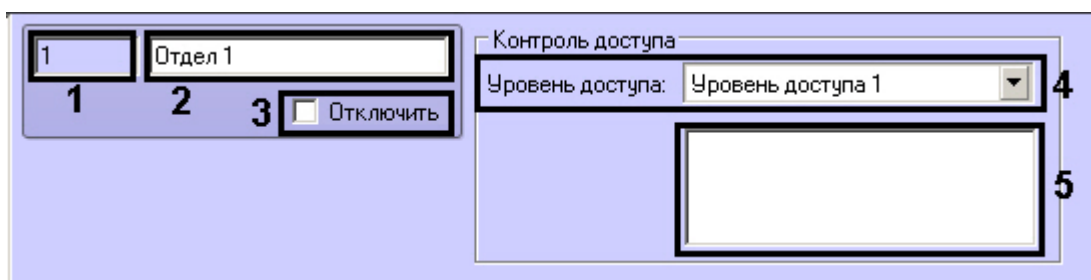 1
Отдел 1
1
2
3
Отключить
Контроль доступа
Уровень доступа:
Уровень доступа 1
4
5